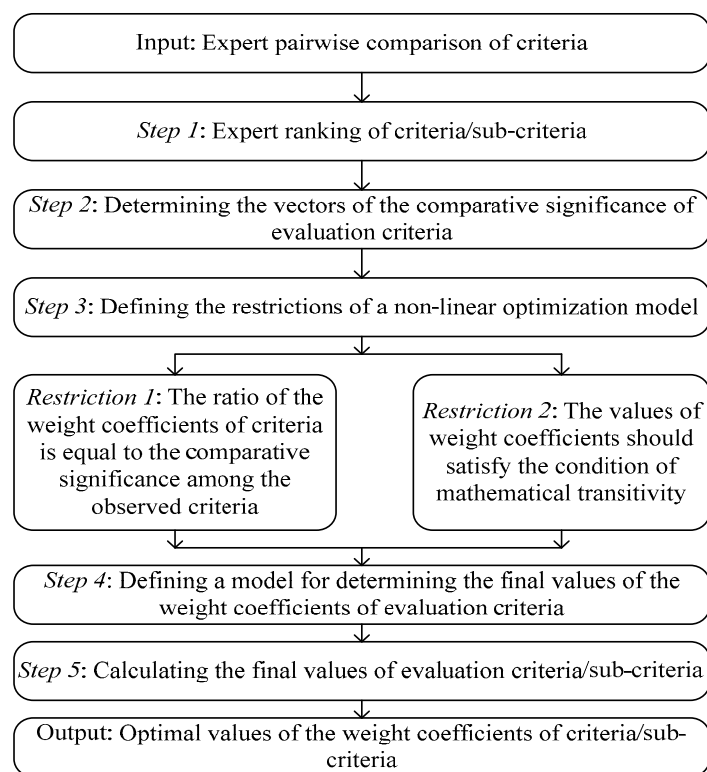 Input: Expert pairwise comparison of criteria
Step 1: Expert ranking of criteria/sub-criteria
Step 2: Determining the vectors of the comparative significance of
evaluation criteria
Step 3: Defining the restrictions of a non-linear optimization model
Restriction 1: The ratio of the
weight coefficients of criteria
is equal to the comparative
significance among the
observed criteria
Restriction 2: The values of
weight coefficients should
satisfy the condition of
mathematical transitivity
Step 4: Defining a model for determining the final values of the
weight coefficients of evaluation criteria
Step 5: Calculating the final values of evaluation criteria/sub-criteria
Output: Optimal values of the weight coefficients of criteria/sub-
criteria